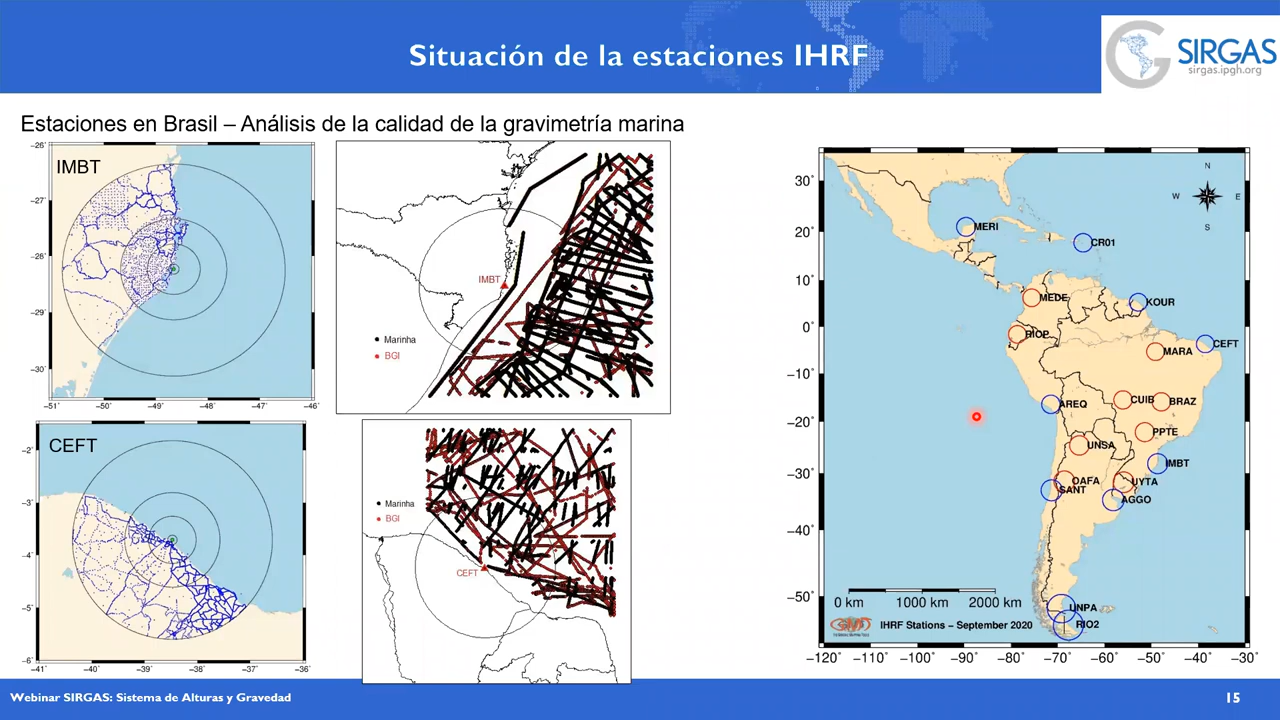 Situación de la estaciones IHRF
SIRGAS
sirgas.ipgh.org
Estaciones en Brasil – Análisis de la calidad de la gravimetría marina
IMBT
−26˚
−27˚
−28˚
−29˚
−30˚
−51˚ −50˚ −49˚ −48˚ −47˚ −46˚
IMBT
Marinha
BGI
CEFT
−2˚
−3˚
−4˚
−5˚
−6˚
−41˚ −40˚ −39˚ −38˚ −37˚ −36˚
Marinha
BGI
CEFT
30˚
20˚
10˚
0˚
−10˚
−20˚
−30˚
−40˚
−50˚
N
W E
S
MERI
CR01
MEDE
KOUR
RIOP
CEFT
MARA
AREQ
CUIB
BRAZ
PPTE
UNSA
IMBT
OAFA
UYTA
SANT
AGGO
UNPA
RIO2
0 km 1000 km 2000 km
GMT
IHRF Stations − September 2020
−120˚ −110˚ −100˚ −90˚ −80˚ −70˚ −60˚ −50˚ −40˚ −30˚
Webinar SIRGAS: Sistema de Alturas y Gravedad
15